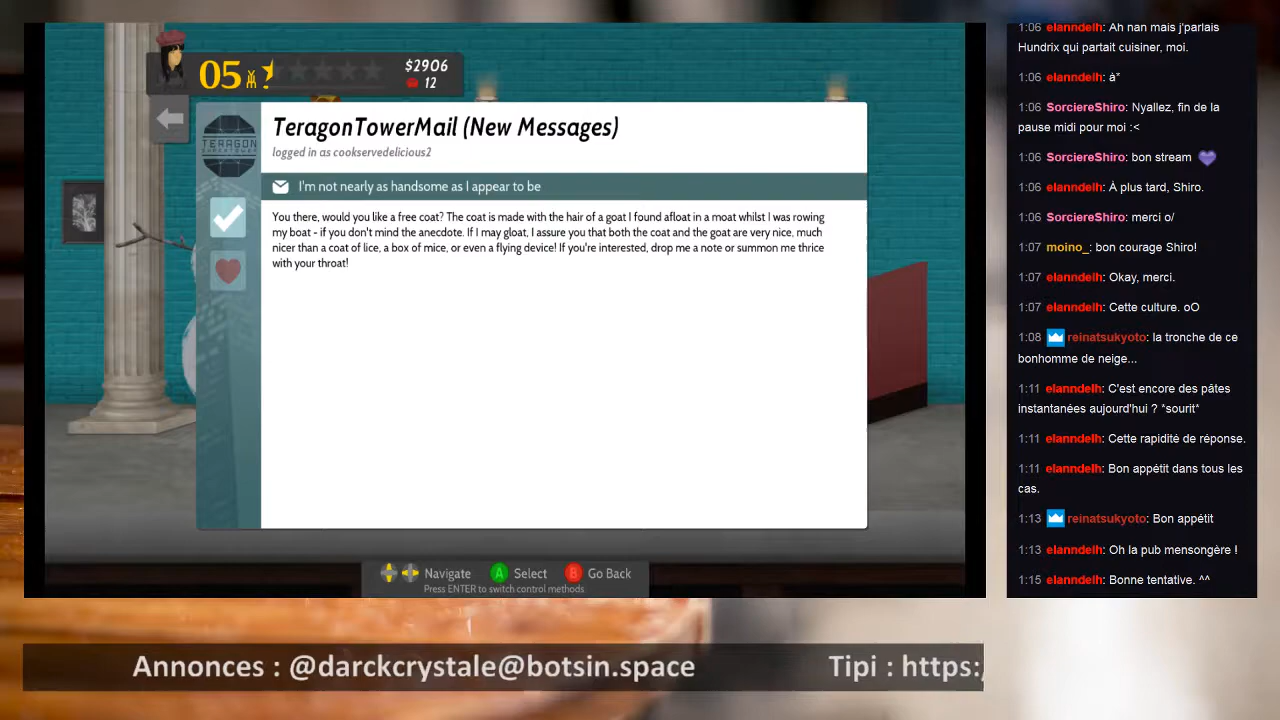 05
$2906
12
TERAGON
TeragonTowerMail (New Messages)
logged in as cookservedelicious2
I'm not nearly as handsome as I appear to be
You there, would you like a free coat? The coat is made with the hair of a goat I found afloat in a moat whilst I was rowing
my boat - if you don't mind the anecdote. If I may gloat, I assure you that both the coat and the goat are very nice, much
nicer than a coat of lice, a box of mice, or even a flying device! If you're interested, drop me a note or summon me thrice
with your throat!
Navigate A Select B Go Back
Press ENTER to switch control methods
1:06 elanndelh: Ah nan mais j'parlais
Hundrix qui partait cuisiner, moi.
1:06 elanndelh: à*
1:06 SorciereShiro: Nyallez, fin de la
pause midi pour moi :<
1:06 SorciereShiro: bon stream
1:06 elanndelh: À plus tard, Shiro.
1:06 SorciereShiro: merci o/
1:07 moino_: bon courage Shiro!
1:07 elanndelh: Okay, merci.
1:07 elanndelh: Cette culture. oO
1:08 reinatsukyoto: la tronche de ce
bonhomme de neige...
1:11 elanndelh: C'est encore des pâtes
instantanées aujourd'hui ? *sourit*
1:11 elanndelh: Cette rapidité de réponse.
1:11 elanndelh: Bon appétit dans tous les
cas.
1:13 reinatsukyoto: Bon appétit
1:13 elanndelh: Oh la pub mensongère !
1:15 elanndelh: Bonne tentative. ^^
Annonces : @darckcrystale@botsin.space Tipi : https:/